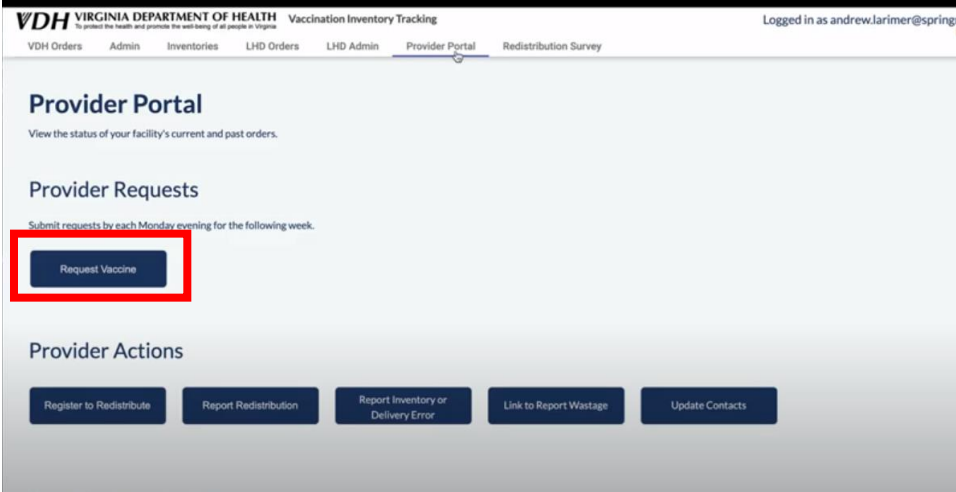 VDH VIRGINIA DEPARTMENT OF HEALTH Vaccination Inventory Tracking Logged in as andrew.larimer@spring
To protect the health and promote the well-being of all people in Virginia
VDH Orders Admin Inventories LHD Orders LHD Admin Provider Portal Redistribution Survey
Provider Portal
View the status of your facility's current and past orders.
Provider Requests
Submit requests by each Monday evening for the following week.
Request Vaccine
Provider Actions
Register to Redistribute Report Redistribution Report Inventory or Link to Report Wastage Update Contacts
Delivery Error